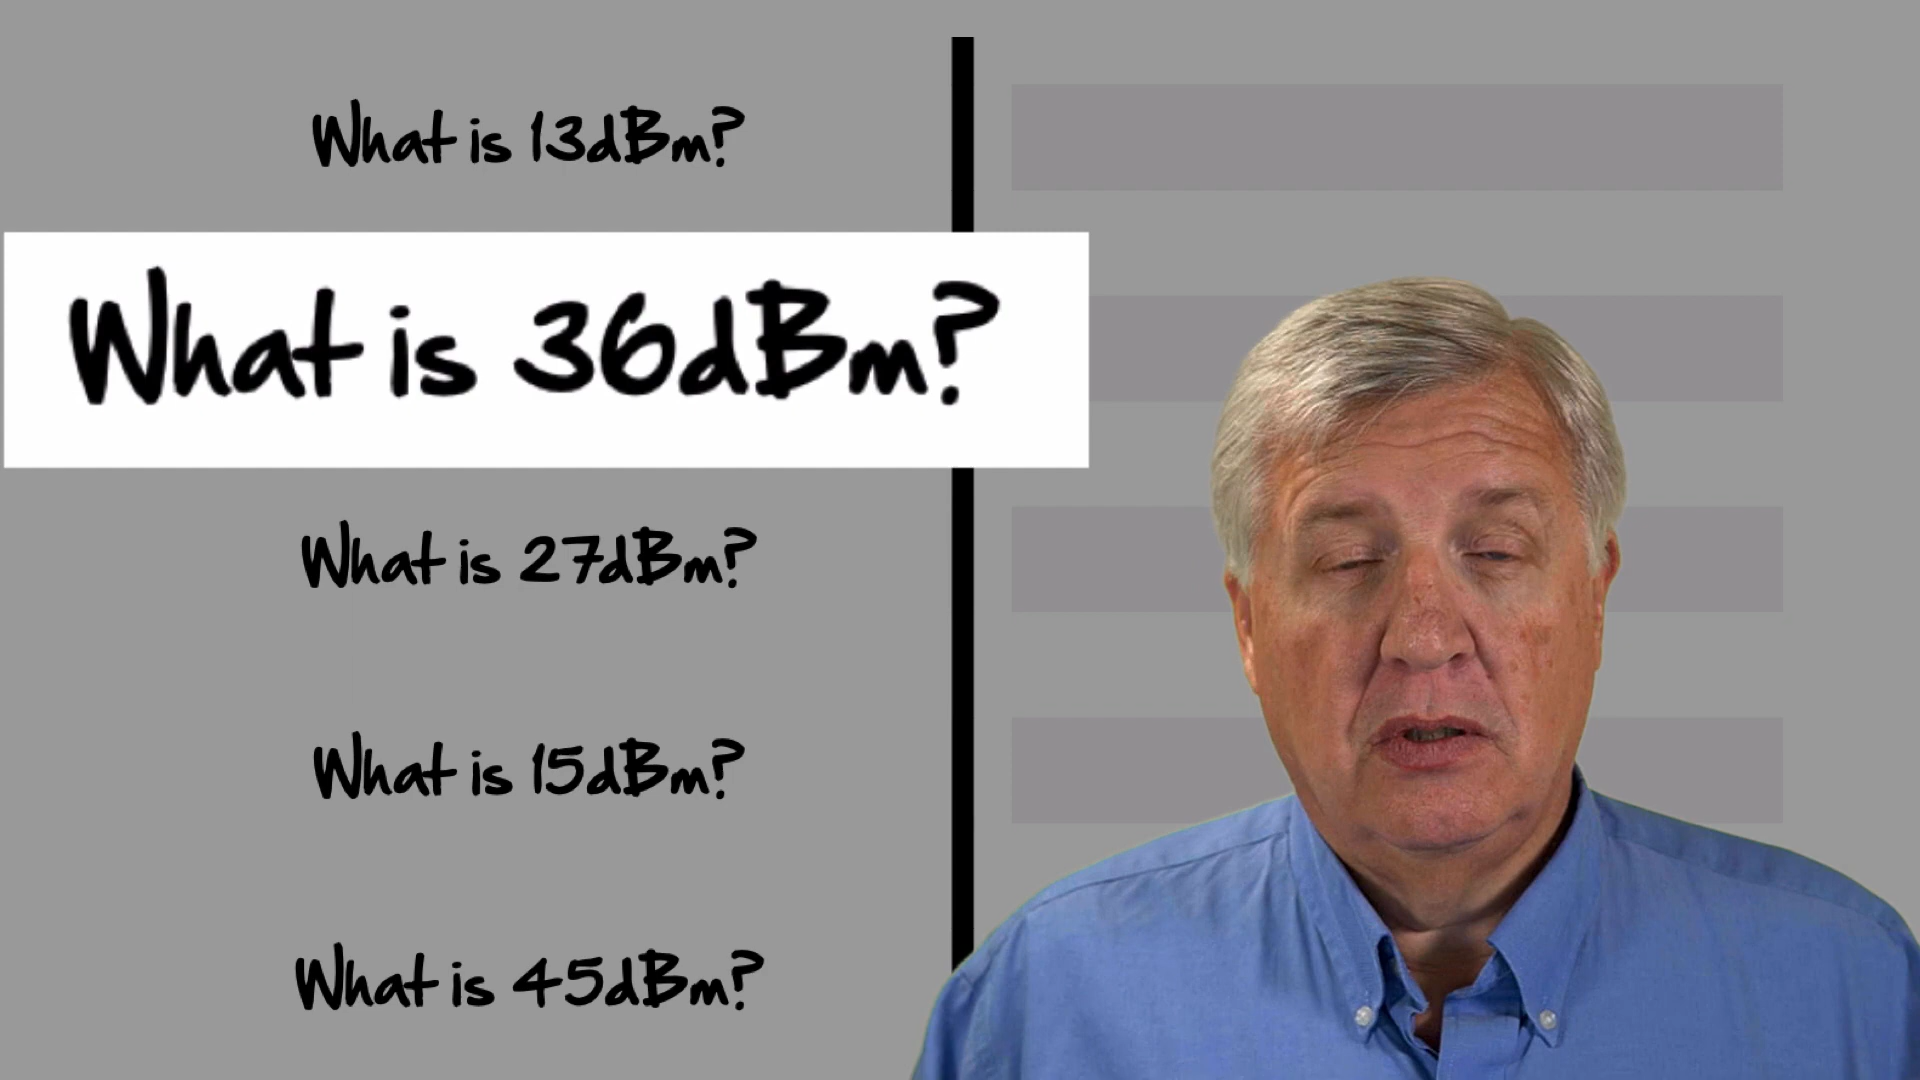 What is 13dBm?
What is 36dBm?
What is 27dBm?
What is 15dBm?
What is 45dBm?